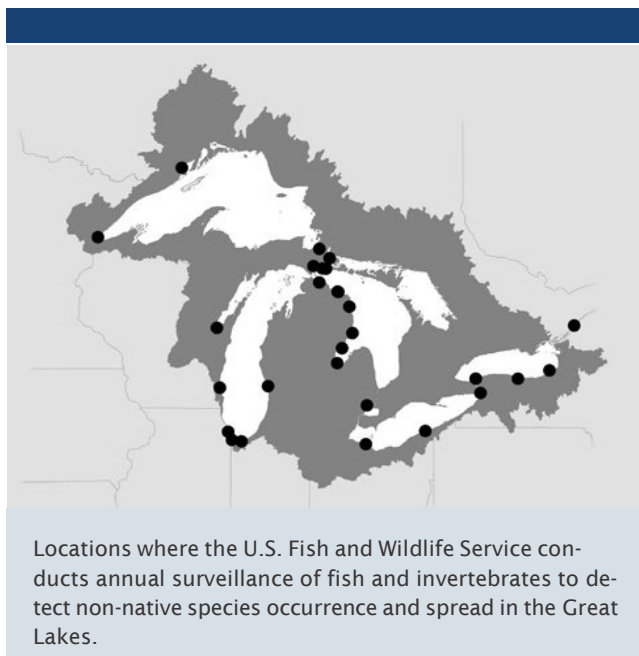 Locations where the U.S. Fish and Wildlife Service con-
ducts annual surveillance of fish and invertebrates to de-
tect non-native species occurrence and spread in the Great
Lakes.